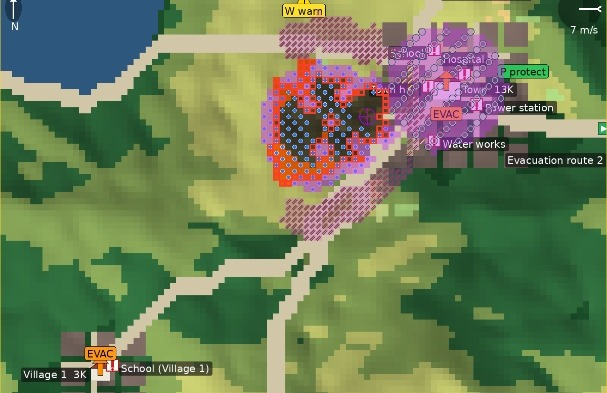 W warn
N
7 m/s
School
Hospital
P protect
Town 13K
Power station
EVAC
Water works
Evacuation route 2
EVAC
School (Village 1)
Village 1 3K